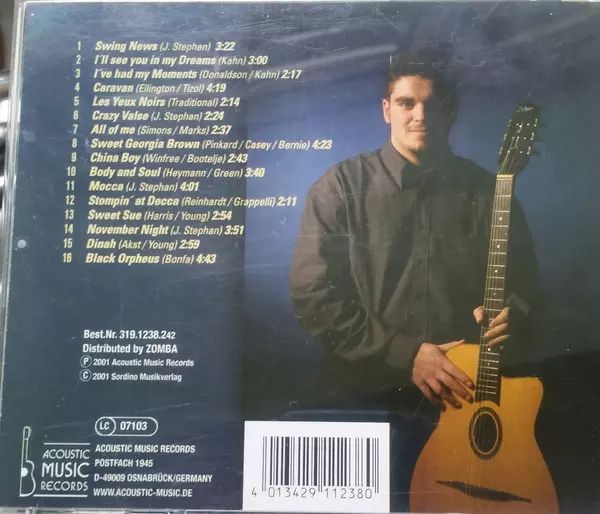 1 Swing News (J. Stephan) 3:22
2 I´ll see you in my Dreams (Kahn) 3:00
3 I´ve had my Moments (Donaldson / Kahn) 2:17
4 Caravan (Ellington / Tizol) 4:19
5 Les Yeux Noirs (Traditional) 2:14
6 Crazy Valse (J. Stephan) 2:24
7 All of me (Simons / Marks) 2:37
8 Sweet Georgia Brown (Pinkard / Casey / Bernie) 4:23
9 China Boy (Winfree / Bootelje) 2:43
10 Body and Soul (Heymann / Green) 3:40
11 Mocca (J. Stephan) 4:01
12 Stompin´ at Decca (Reinhardt / Grappelli) 2:11
13 Sweet Sue (Harris / Young) 2:54
14 November Night (J. Stephan) 3:51
15 Dinah (Akst / Young) 2:59
16 Black Orpheus (Bonfa) 4:43
Best.Nr. 319.1238.242
Distributed by ZOMBA
℗ 2001 Acoustic Music Records
© 2001 Sordino Musikverlag
LC 07103
ACOUSTIC
MUSIC
RECORDS
ACOUSTIC MUSIC RECORDS
POSTFACH 1945
D-49009 OSNABRÜCK/GERMANY
WWW.ACOUSTIC-MUSIC.DE
4 013429 112380